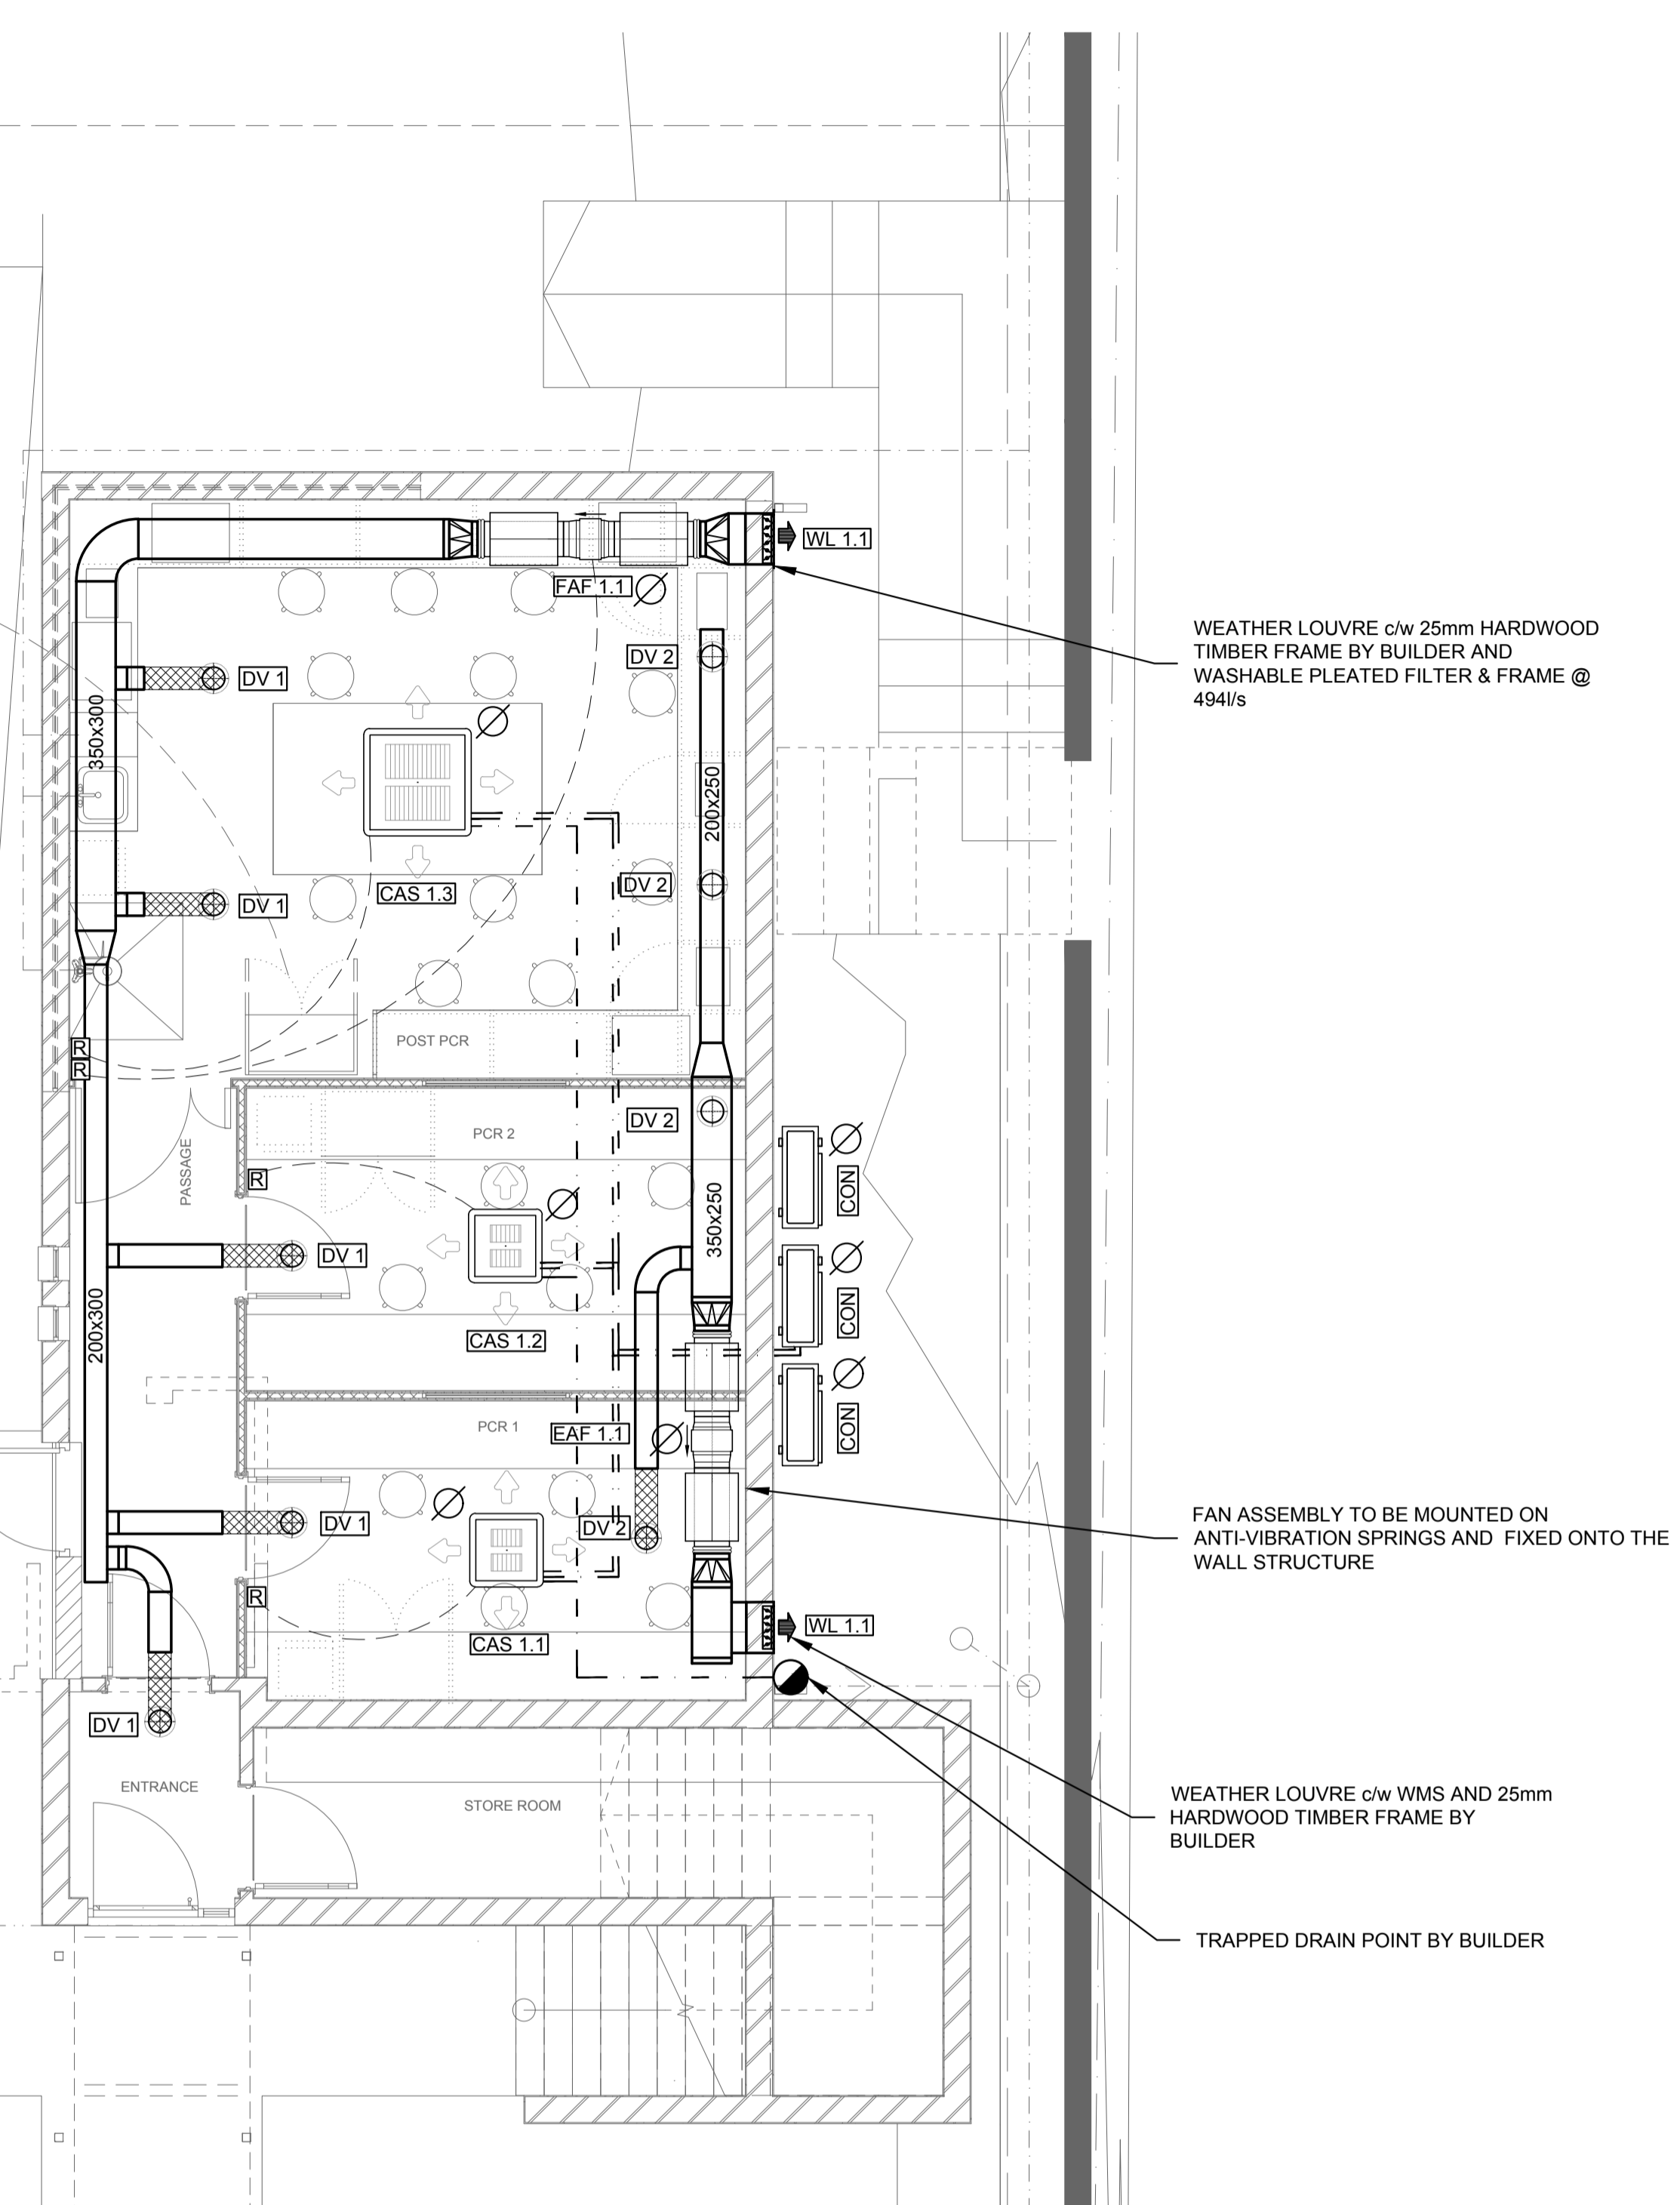 WL 1.1
FAF 1.1
WEATHER LOUVRE c/w 25mm HARDWOOD
TIMBER FRAME BY BUILDER AND
WASHABLE PLEATED FILTER & FRAME @
494l/s
DV 2
DV 1
350x300
200x250
DV 2
CAS 1.3
DV 1
POST PCR
R
R
DV 2
PCR 2
PASSAGE
R
CON
350x250
DV 1
CON
200x300
CAS 1.2
PCR 1
EAF 1.1
CON
FAN ASSEMBLY TO BE MOUNTED ON
ANTI-VIBRATION SPRINGS AND FIXED ONTO THE
WALL STRUCTURE
DV 1
DV 2
R
WL 1.1
CAS 1.1
DV 1
ENTRANCE
STORE ROOM
WEATHER LOUVRE c/w WMS AND 25mm
HARDWOOD TIMBER FRAME BY
BUILDER
TRAPPED DRAIN POINT BY BUILDER